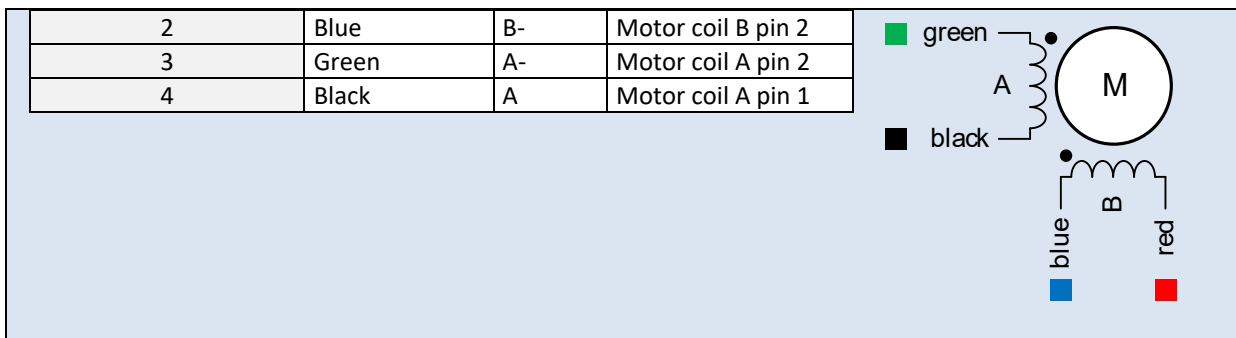 2 Blue B- Motor coil B pin 2
3 Green A- Motor coil A pin 2
4 Black A Motor coil A pin 1
green
A
M
black
B
blue
red